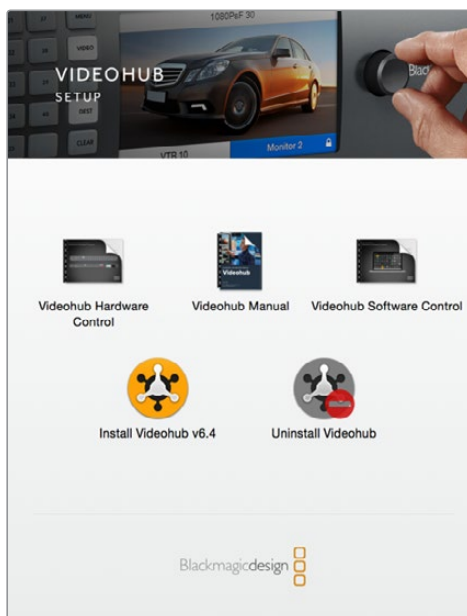 1080PsF 30
MENU
VIDEO
VIDEOHUB
SETUP
DEST
CLEAR
VTR 10
Monitor 2
Videohub Hardware
Control
Videohub Manual
Videohub Software Control
Install Videohub v6.4
Uninstall Videohub
Blackmagicdesign